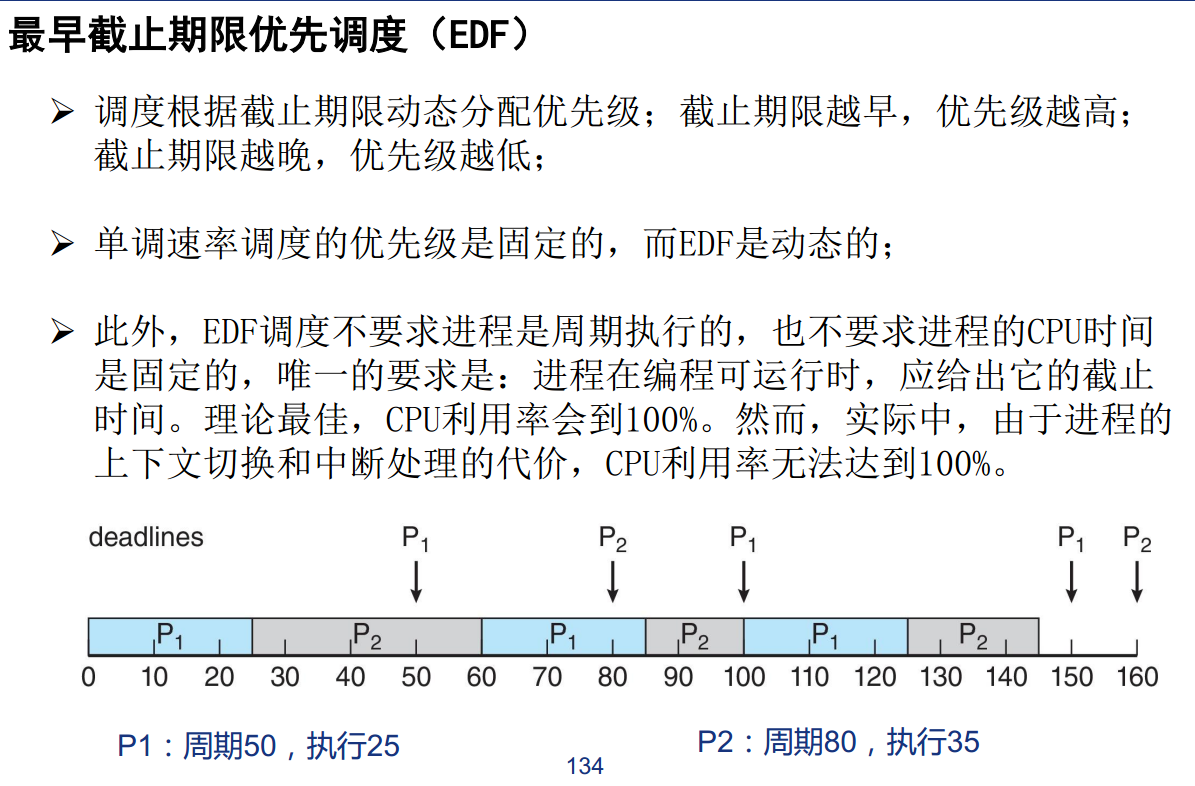 最早截止期限优先调度（EDF）
➢ 调度根据截止期限动态分配优先级；截止期限越早，优先级越高；
截止期限越晚，优先级越低；
➢ 单调速率调度的优先级是固定的，而EDF是动态的；
➢ 此外，EDF调度不要求进程是周期执行的，也不要求进程的CPU时间
是固定的，唯一的要求是：进程在编程可运行时，应给出它的截止
时间。理论最佳，CPU利用率会到100%。然而，实际中，由于进程的
上下文切换和中断处理的代价，CPU利用率无法达到100%。
deadlines P1 P2 P1 P1 P2
P1 P2 P1 P2 P1 P2
0 10 20 30 40 50 60 70 80 90 100 110 120 130 140 150 160
P1：周期50，执行25 P2：周期80，执行35
134